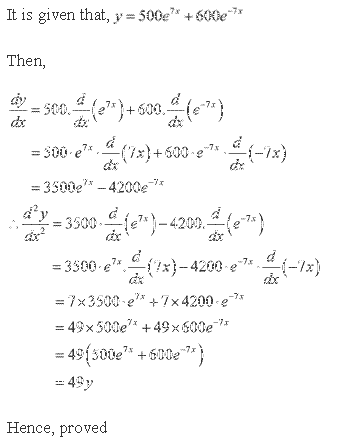 It is given that, y = 500e^{7x} + 600e^{-7x}
Then,
dy/dx = 500. d/dx (e^{7x}) + 600. d/dx (e^{-7x})
= 500·e^{7x}· d/dx (7x) + 600·e^{-7x}· d/dx (-7x)
= 3500e^{7x} - 4200e^{-7x}
∴ d²y/dx² = 3500· d/dx (e^{7x}) - 4200. d/dx (e^{-7x})
= 3500·e^{7x}. d/dx (7x) - 4200·e^{-7x}· d/dx (-7x)
= 7×3500·e^{7x} + 7×4200·e^{-7x}
= 49×500e^{7x} + 49×600e^{-7x}
= 49(500e^{7x} + 600e^{-7x})
= 49y
Hence, proved